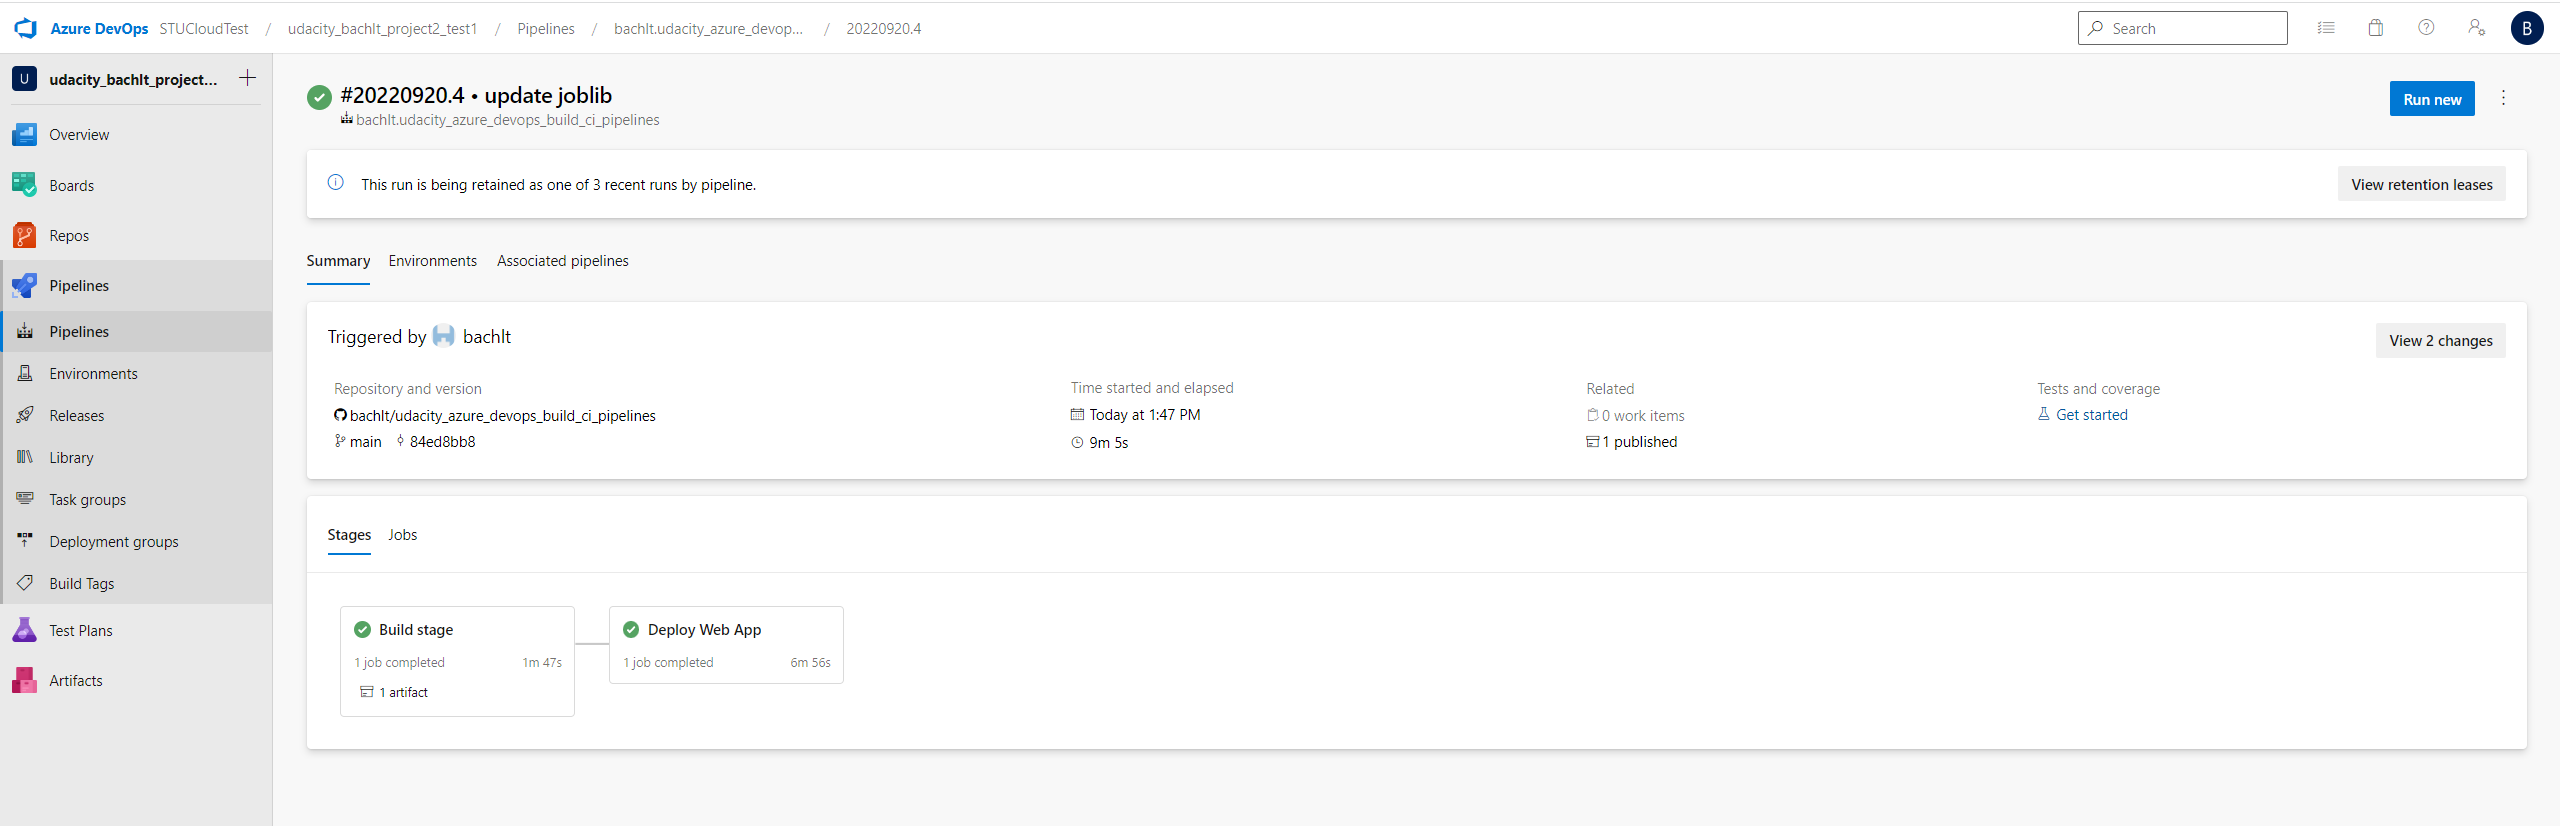 Azure DevOps STUCloudTest / udacity_bachlt_project2_test1 / Pipelines / bachlt.udacity_azure_devop... / 20220920.4
Search
B
U udacity_bachlt_project...
Overview
Boards
Repos
Pipelines
Pipelines
Environments
Releases
Library
Task groups
Deployment groups
Build Tags
Test Plans
Artifacts
#20220920.4 • update joblib
bachlt.udacity_azure_devops_build_ci_pipelines
Run new
This run is being retained as one of 3 recent runs by pipeline.
View retention leases
Summary Environments Associated pipelines
Triggered by bachlt
View 2 changes
Repository and version
bachlt/udacity_azure_devops_build_ci_pipelines
main 84ed8bb8
Time started and elapsed
Today at 1:47 PM
9m 5s
Related
0 work items
1 published
Tests and coverage
Get started
Stages Jobs
Build stage
1 job completed 1m 47s
1 artifact
Deploy Web App
1 job completed 6m 56s